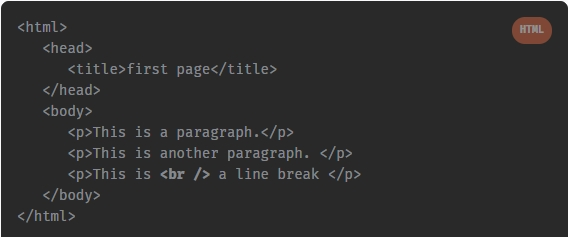 <html>
HTML
<head>
<title>first page</title>
</head>
<body>
<p>This is a paragraph.</p>
<p>This is another paragraph. </p>
<p>This is <br /> a line break </p>
</body>
</html>